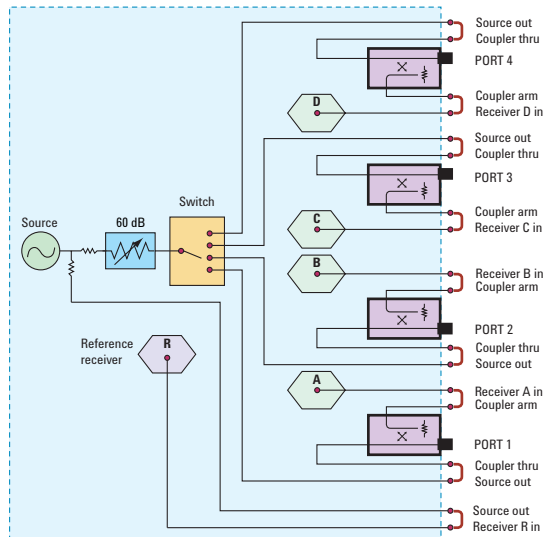 Source out
Coupler thru
PORT 4
Coupler arm
Receiver D in
D
Source out
Coupler thru
PORT 3
Coupler arm
Receiver C in
C
Switch
60 dB
Source
B
Receiver B in
Coupler arm
PORT 2
Coupler thru
Source out
Reference
receiver
R
A
Receiver A in
Coupler arm
PORT 1
Coupler thru
Source out
Source out
Receiver R in